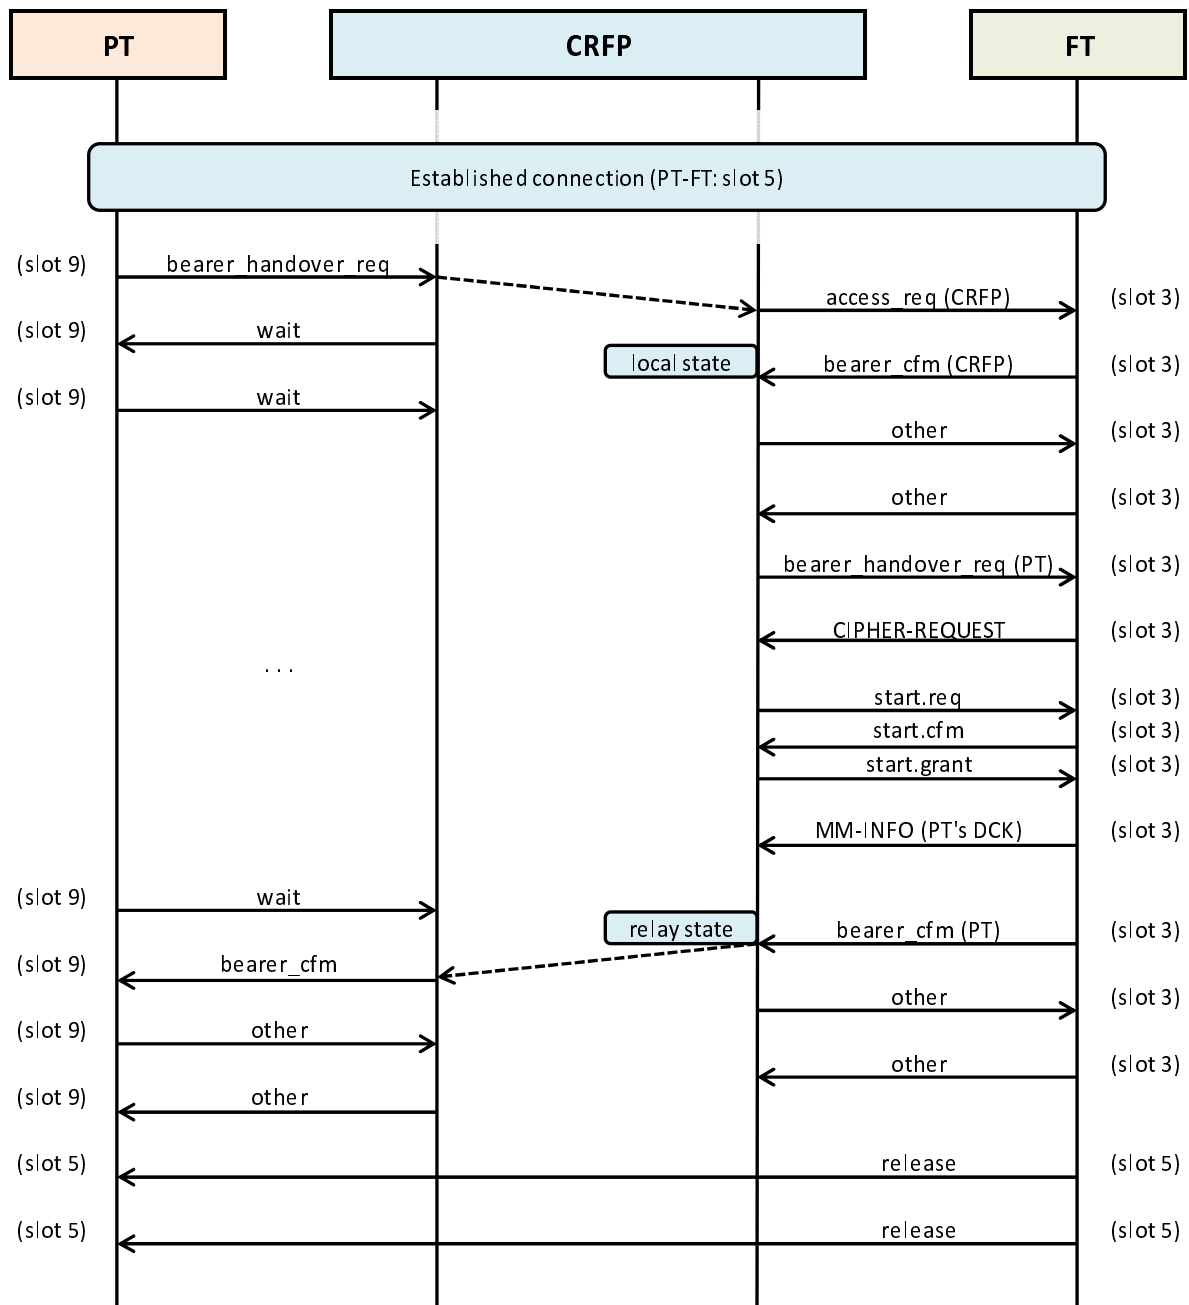 PT CRFP FT
Established connection (PT-FT: slot 5)
(slot 9) bearer_handover_req
access_req (CRFP) (slot 3)
(slot 9) wait
local state bearer_cfm (CRFP) (slot 3)
(slot 9) wait
other (slot 3)
other (slot 3)
bearer_handover_req (PT) (slot 3)
CIPHER-REQUEST (slot 3)
. . .
start.req (slot 3)
start.cfm (slot 3)
start.grant (slot 3)
MM-INFO (PT's DCK) (slot 3)
(slot 9) wait
relay state bearer_cfm (PT) (slot 3)
(slot 9) bearer_cfm
other (slot 3)
(slot 9) other
other (slot 3)
(slot 9) other
(slot 5) release (slot 5)
(slot 5) release (slot 5)